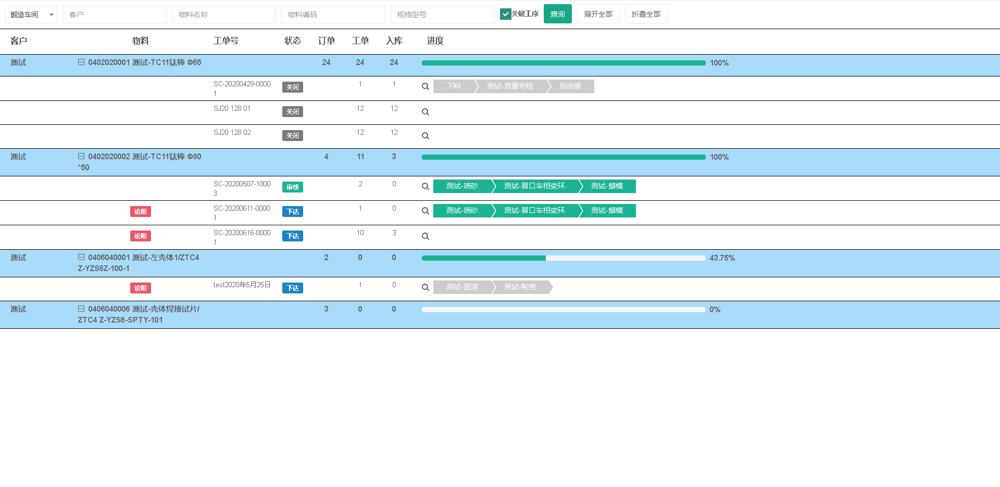 锻造车间 客户 物料名称 物料编码 规格型号 关键工序 查询 展开全部 折叠全部
客户 物料 工单号 状态 订单 工单 入库 进度
测试 0402020001 测试-TC11钛棒 Φ65 24 24 24 100%
SC-20200429-0000 关闭 1 1 下料 测试-质量专检 自由锻
1
SJ20 128 01 关闭 12 12
SJ20 128 02 关闭 12 12
测试 0402020002 测试-TC11钛棒 Φ80 4 11 3 100%
*50
SC-20200507-1000 审核 2 0 测试-喷砂 测试-冒口车相变环 测试-蜡模
3
逾期 SC-20200611-0000 下达 1 0 测试-喷砂 测试-冒口车相变环 测试-蜡模
1
逾期 SC-20200616-0000 下达 10 3
1
测试 0406040001 测试-左壳体1/ZTC4 2 0 0 43.75%
Z-YZS8Z-100-1
逾期 test2020年5月25日 下达 1 0 测试-固溶 测试-制壳
测试 0406040006 测试-壳体焊接试片/ 3 0 0 0%
ZTC4 Z-YZS8-SPTY-101